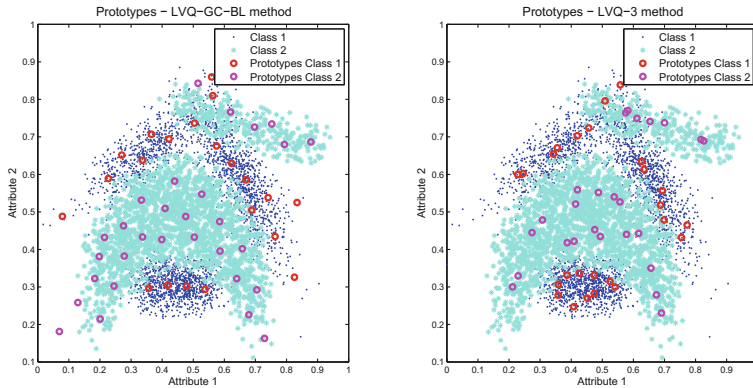 Prototypes − LVQ−GC−BL method
Class 1
Class 2
Prototypes Class 1
Prototypes Class 2
1
0.9
0.8
0.7
0.6
0.5
0.4
0.3
0.2
0.1
Attribute 2
0 0.1 0.2 0.3 0.4 0.5 0.6 0.7 0.8 0.9 1
Attribute 1
Prototypes − LVQ−3 method
Class 1
Class 2
Prototypes Class 1
Prototypes Class 2
1
0.9
0.8
0.7
0.6
0.5
0.4
0.3
0.2
0.1
Attribute 2
0 0.1 0.2 0.3 0.4 0.5 0.6 0.7 0.8 0.9 1
Attribute 1